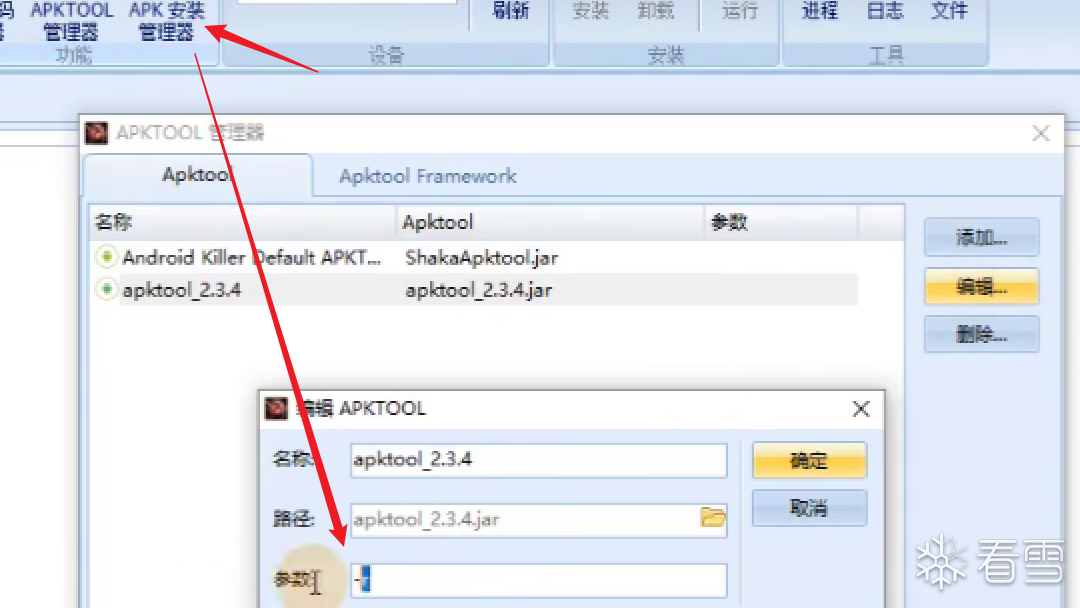 码 APKTOOL APK 安装 刷新 安装 卸载 运行 进程 日志 文件
管理器 管理器
功能 设备 安装 工具
APKTOOL 管理器
Apktool Apktool Framework
名称 Apktool 参数
Android Killer Default APKT... ShakaApktool.jar
apktool_2.3.4 apktool_2.3.4.jar
添加...
编辑...
删除...
编辑 APKTOOL
名称: apktool_2.3.4 确定
路径: apktool_2.3.4.jar 取消
参数 -r
看雪